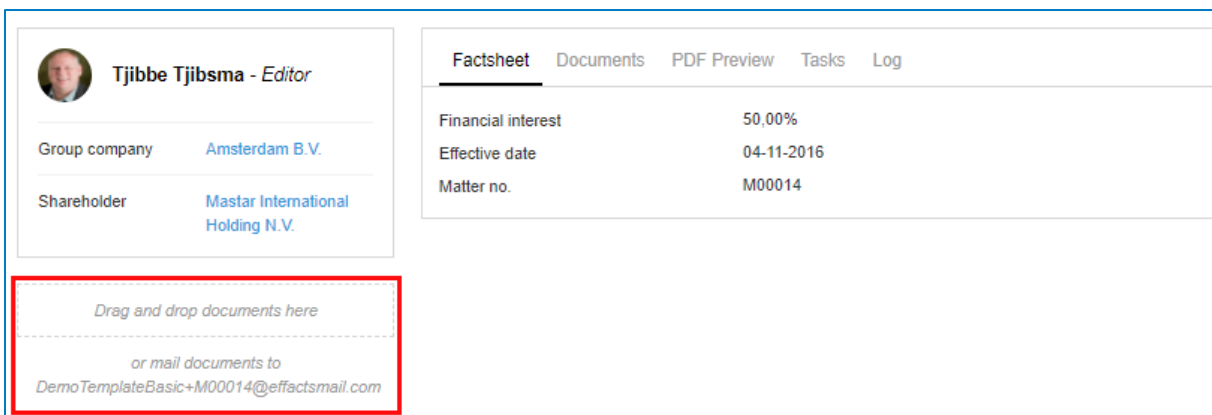 Tjibbe Tjibsma - Editor
Group company Amsterdam B.V.
Shareholder Mastar International
Holding N.V.
Drag and drop documents here
or mail documents to
DemoTemplateBasic+M00014@effactsmail.com
Factsheet Documents PDF Preview Tasks Log
Financial interest 50,00%
Effective date 04-11-2016
Matter no. M00014